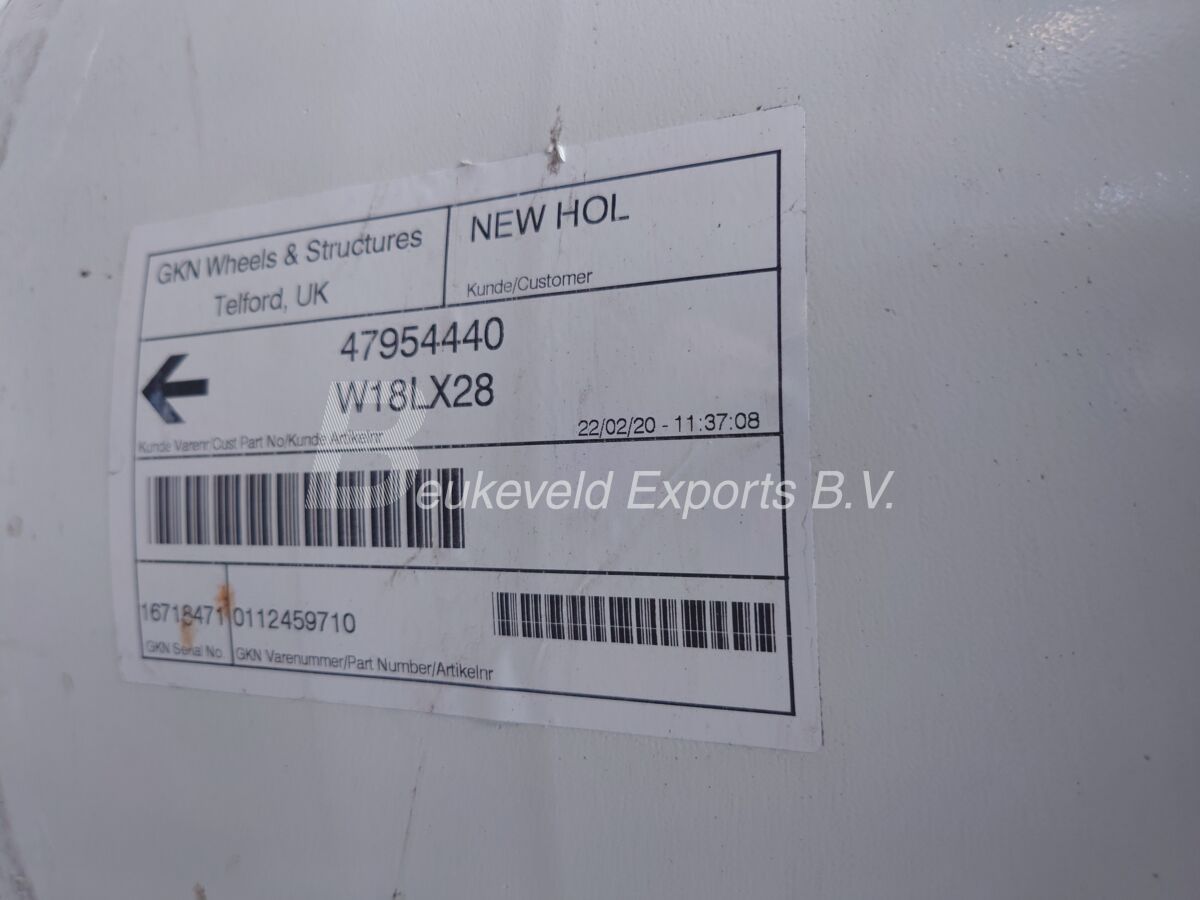 GKN Wheels & Structures
Telford, UK
NEW HOL
Kunde/Customer
47954440
W18LX28
22/02/20 - 11:37:08
Kunde Varenr/Cust Part No/Kunde Artikelnr
Beukeveld Exports B.V.
16718471
GKN Serial No.
0112459710
GKN Varenummer/Part Number/Artikelnr